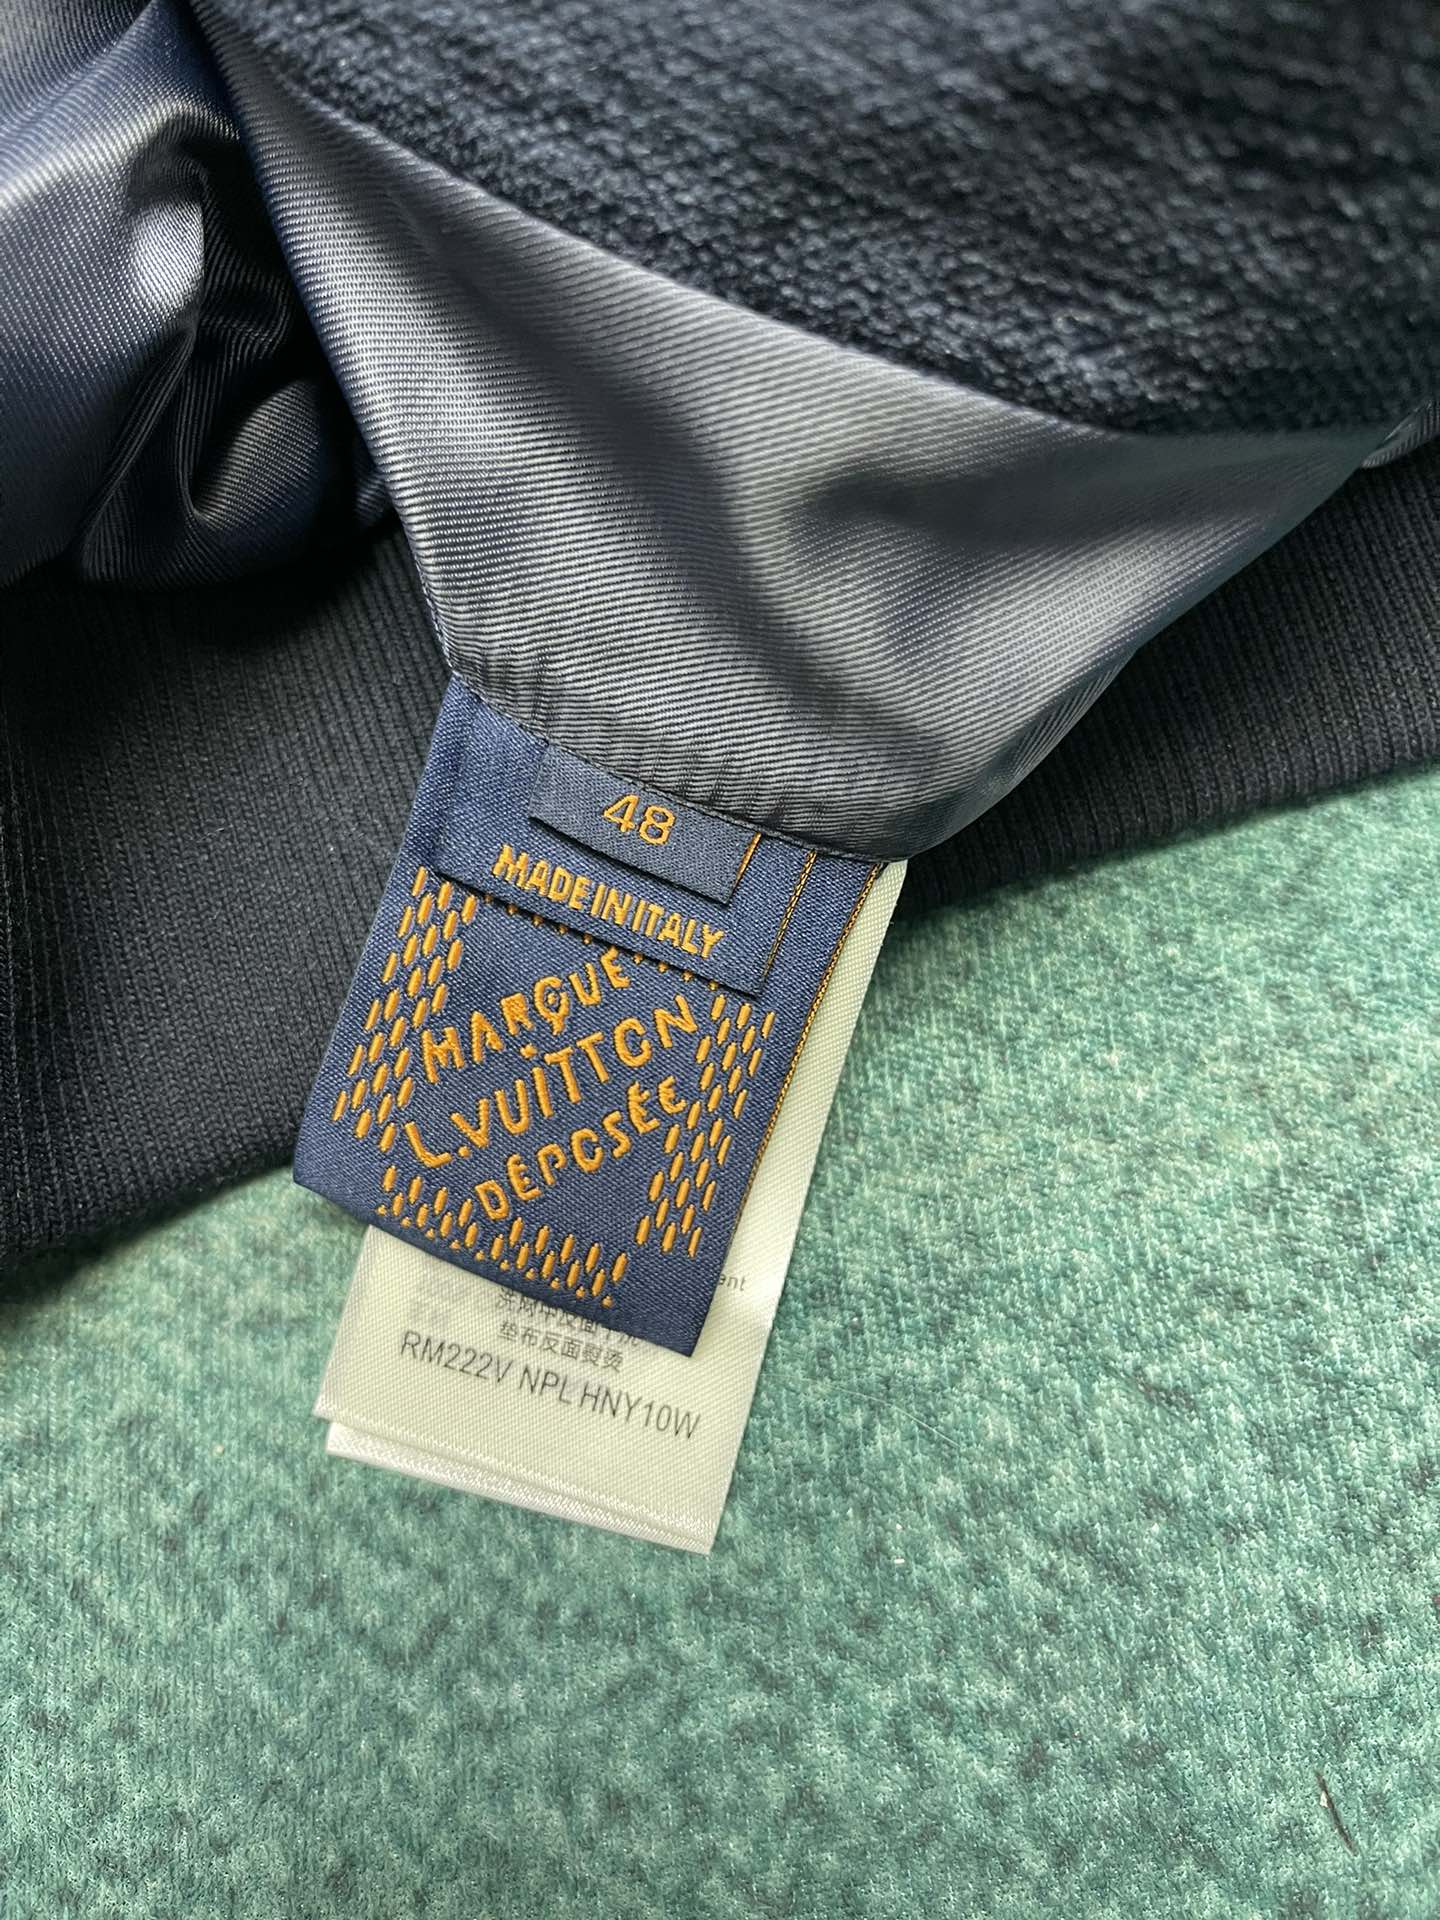 48
MADE IN ITALY
MARQUE
L.VUITTON
DÉPOSÉE
垫布反面熨烫
RM222V NPL HNY10W